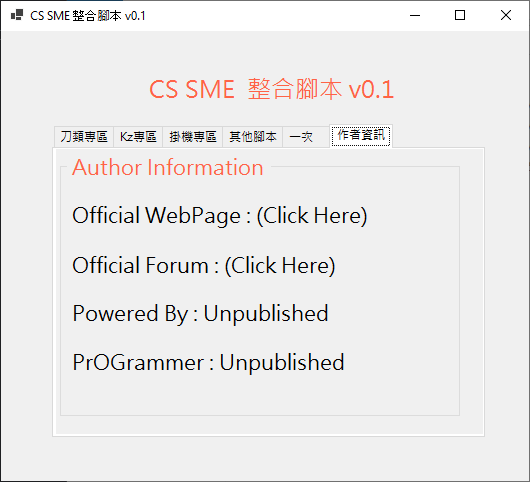 CS SME 整合腳本 v0.1
CS SME 整合腳本 v0.1
刀類專區 Kz專區 掛機專區 其他腳本 一次 作者資訊
Author Information
Official WebPage : (Click Here)
Official Forum : (Click Here)
Powered By : Unpublished
PrOGrammer : Unpublished